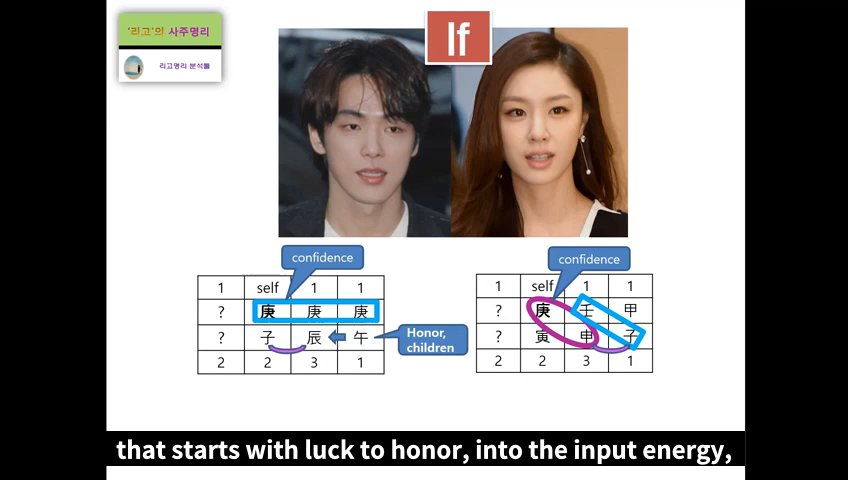 '리고'의 사주명리
리고명리 분석틀
If
confidence
1 self 1 1
? 庚 庚 庚
? 子 辰 午
2 2 3 1
Honor,
children
confidence
1 self 1 1
? 庚 壬 甲
? 寅 申 子
2 2 3 1
that starts with luck to honor, into the input energy,